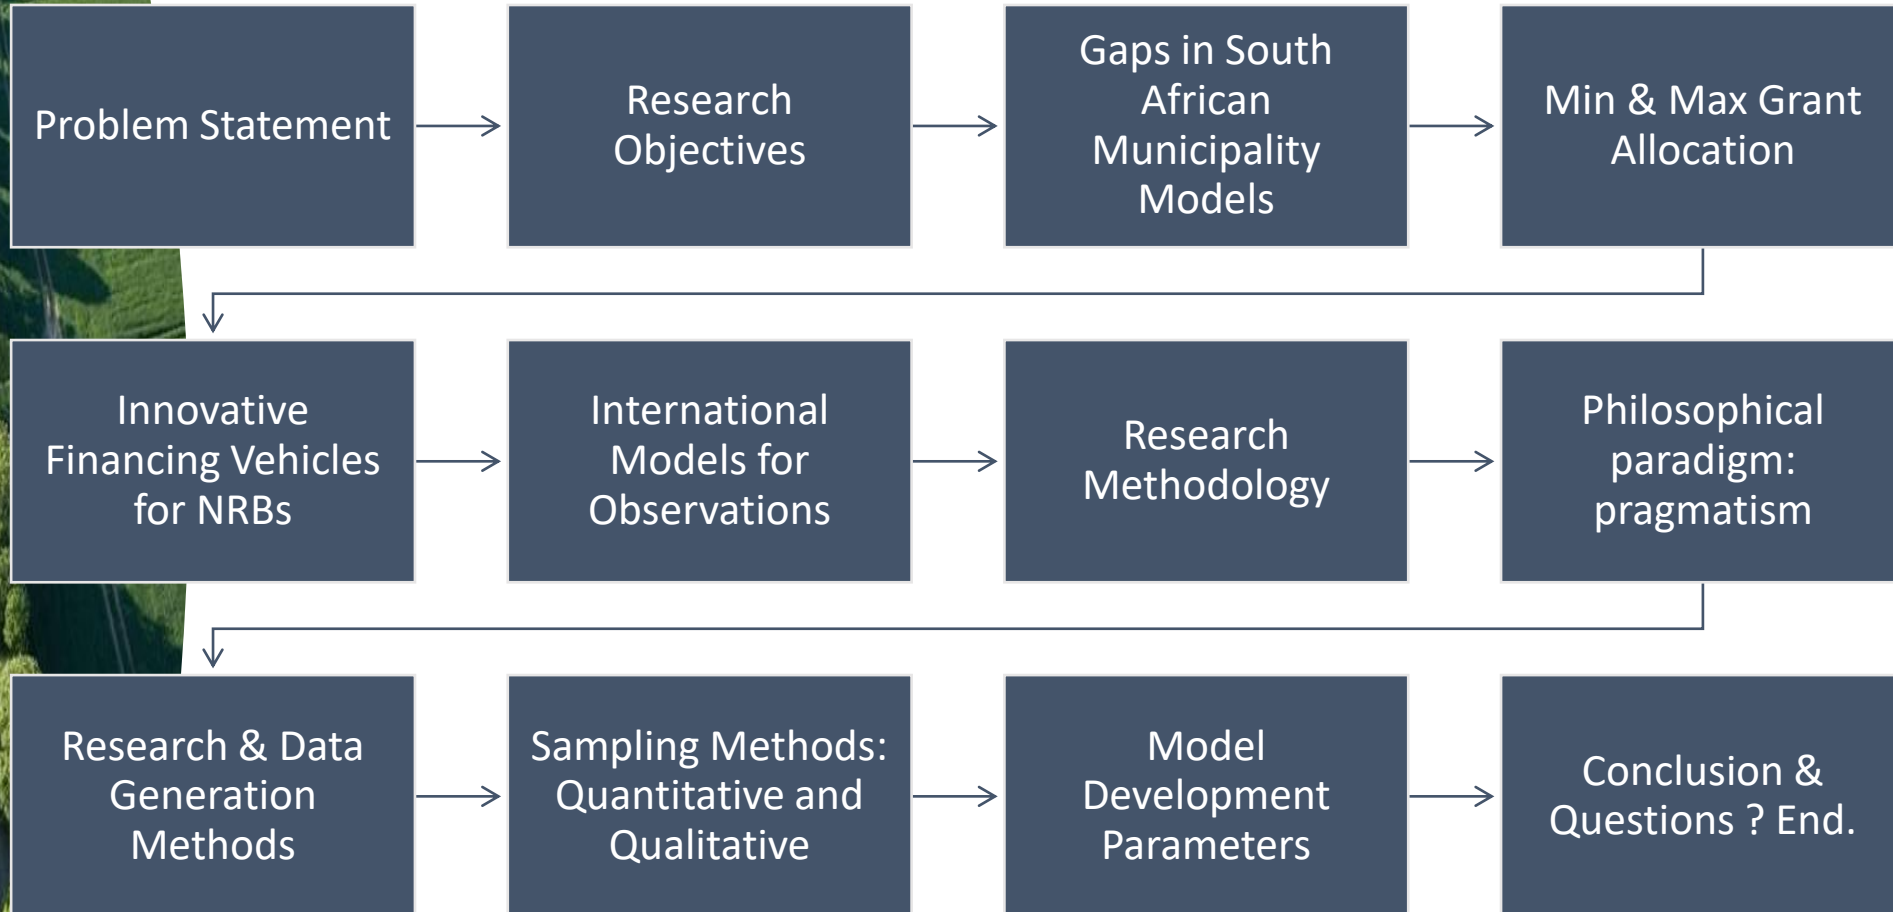 Problem Statement
Research
Objectives
Gaps in South
African
Municipality
Models
Min & Max Grant
Allocation
Innovative
Financing Vehicles
for NRBs
International
Models for
Observations
Research
Methodology
Philosophical
paradigm:
pragmatism
Research & Data
Generation
Methods
Sampling Methods:
Quantitative and
Qualitative
Model
Development
Parameters
Conclusion &
Questions ? End.